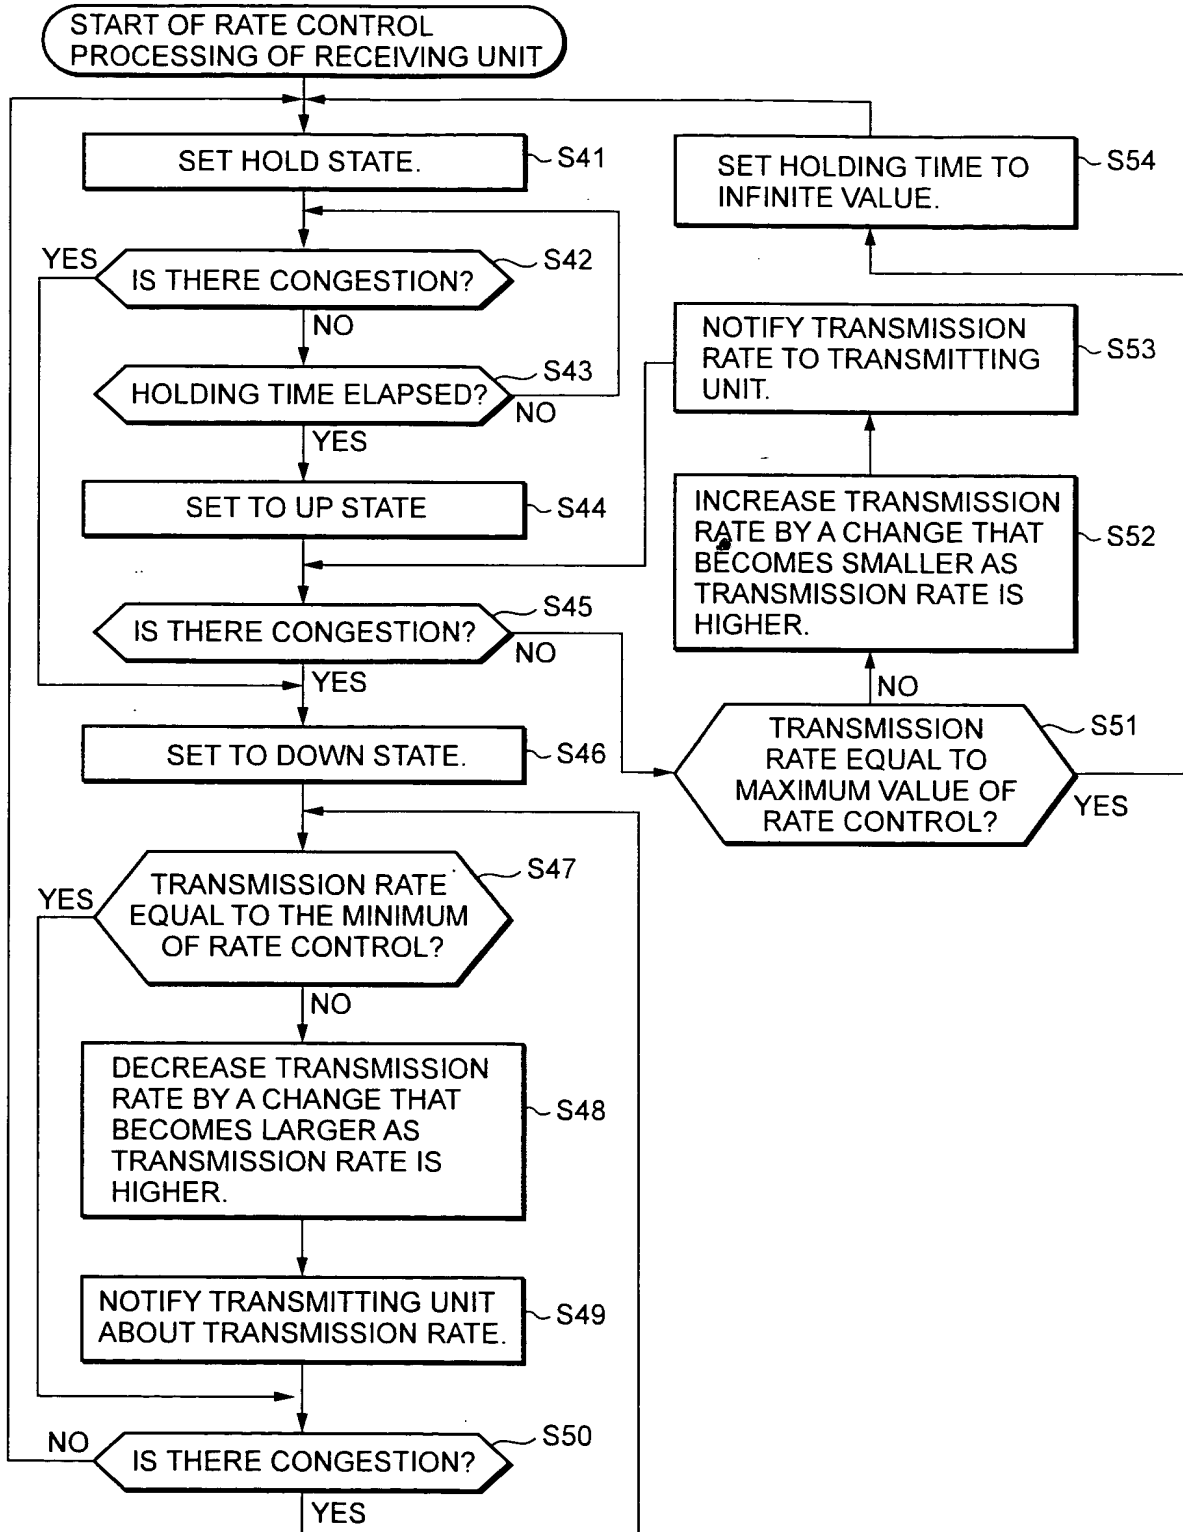 START OF RATE CONTROL
PROCESSING OF RECEIVING UNIT
SET HOLD STATE.
S41
YES
IS THERE CONGESTION?
S42
NO
HOLDING TIME ELAPSED?
S43
NO
YES
SET TO UP STATE
S44
IS THERE CONGESTION?
S45
NO
YES
SET TO DOWN STATE.
S46
YES
TRANSMISSION RATE
EQUAL TO THE MINIMUM
OF RATE CONTROL?
S47
NO
DECREASE TRANSMISSION
RATE BY A CHANGE THAT
BECOMES LARGER AS
TRANSMISSION RATE IS
HIGHER.
S48
NOTIFY TRANSMITTING UNIT
ABOUT TRANSMISSION RATE.
S49
NO
IS THERE CONGESTION?
S50
YES
SET HOLDING TIME TO
INFINITE VALUE.
S54
NOTIFY TRANSMISSION
RATE TO TRANSMITTING
UNIT.
S53
INCREASE TRANSMISSION
RATE BY A CHANGE THAT
BECOMES SMALLER AS
TRANSMISSION RATE IS
HIGHER.
S52
NO
TRANSMISSION
RATE EQUAL TO
MAXIMUM VALUE OF
RATE CONTROL?
S51
YES